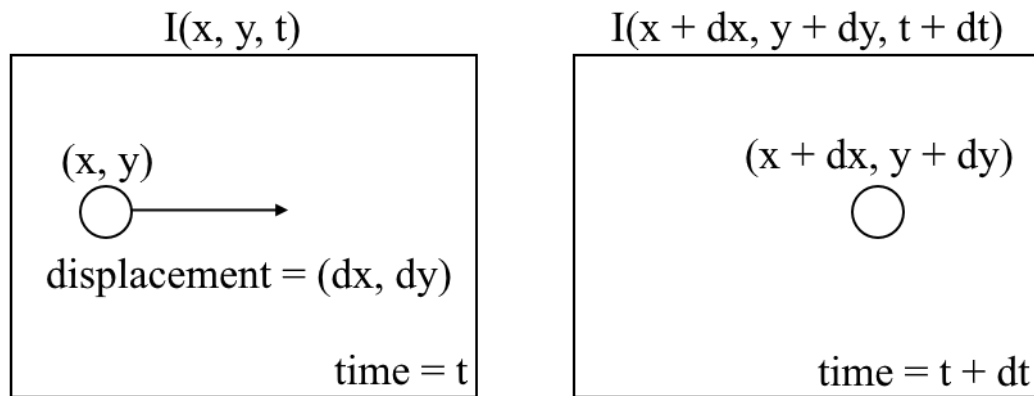 I(x, y, t)
(x, y)
displacement = (dx, dy)
time = t
I(x + dx, y + dy, t + dt)
(x + dx, y + dy)
time = t + dt